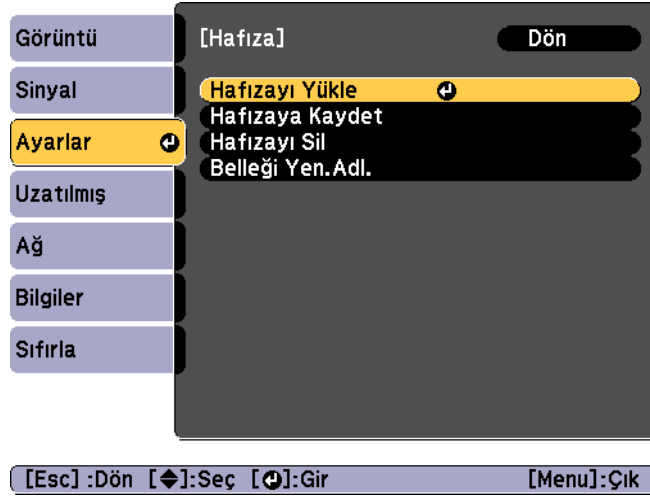 Görüntü
Sinyal
Ayarlar
Uzatılmış
Ağ
Bilgiler
Sıfırla
[Hafıza] Dön
Hafızayı Yükle
Hafızaya Kaydet
Hafızayı Sil
Belleği Yen.Adl.
[Esc] :Dön [◆]:Seç [⏎]:Gir [Menu]:Çık